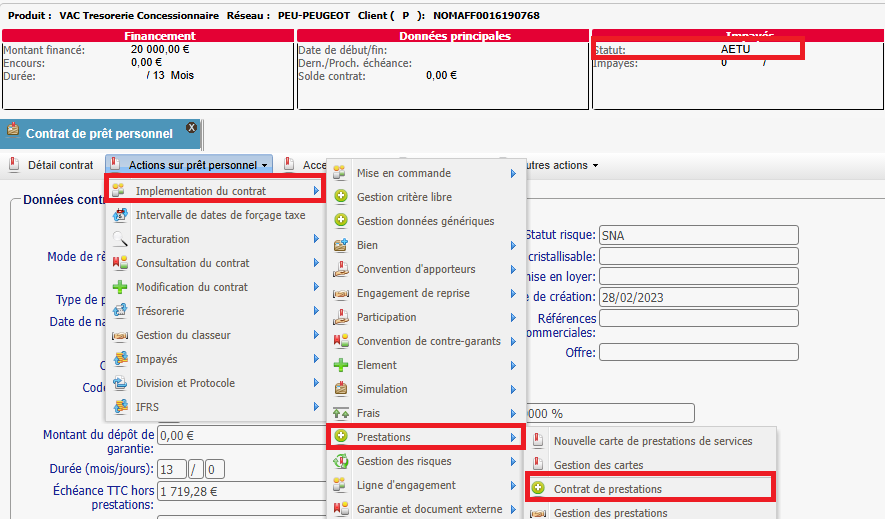 Produit : VAC Tresorerie Concessionnaire Réseau : PEU-PEUGEOT Client ( P ): NOMAFF0016190768
Financement
Montant financé: 20 000,00 €
Encours: 0,00 €
Durée: / 13 Mois
Données principales
Date de début/fin:
Dern./Proch. échéance:
Solde contrat: 0,00 €
Impayés
Statut: AETU
Impayés: 0 /
Contrat de prêt personnel
Détail contrat Actions sur prêt personnel Acce utres actions
Données cont
Mode de rè
Type de p
Date de na
C
Code
Implementation du contrat
Intervalle de dates de forçage taxe
Facturation
Consultation du contrat
Modification du contrat
Trésorerie
Gestion du classeur
Impayés
Division et Protocole
IFRS
Mise en commande
Gestion critère libre
Gestion données génériques
Bien
Convention d'apporteurs
Engagement de reprise
Participation
Convention de contre-garants
Element
Simulation
Frais
Prestations
Gestion des risques
Ligne d'engagement
Garantie et document externe
Statut risque: SNA
cristallisable:
mise en loyer:
e de création: 28/02/2023
Références
ommerciales:
Offre:
0000 %
Nouvelle carte de prestations de services
Gestion des cartes
Contrat de prestations
Gestion des prestations
Montant du dépôt de
garantie: 0,00 €
Durée (mois/jours): 13 / 0
Échéance TTC hors
prestations: 1 719,28 €